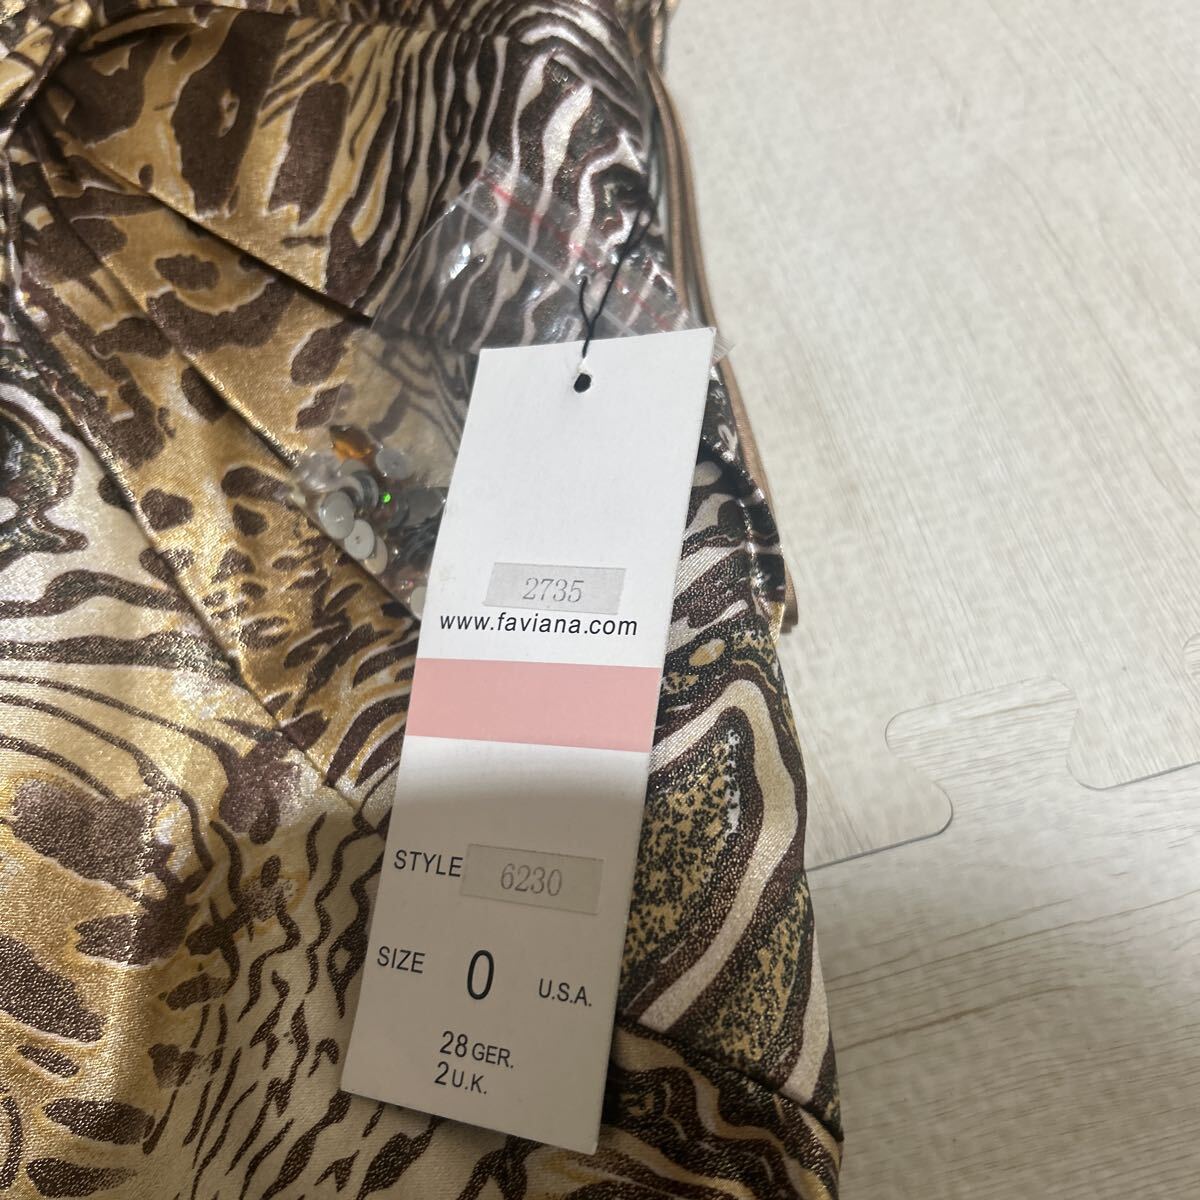 2735
www.faviana.com
STYLE 6230
SIZE 0 U.S.A.
28 GER.
2 U.K.